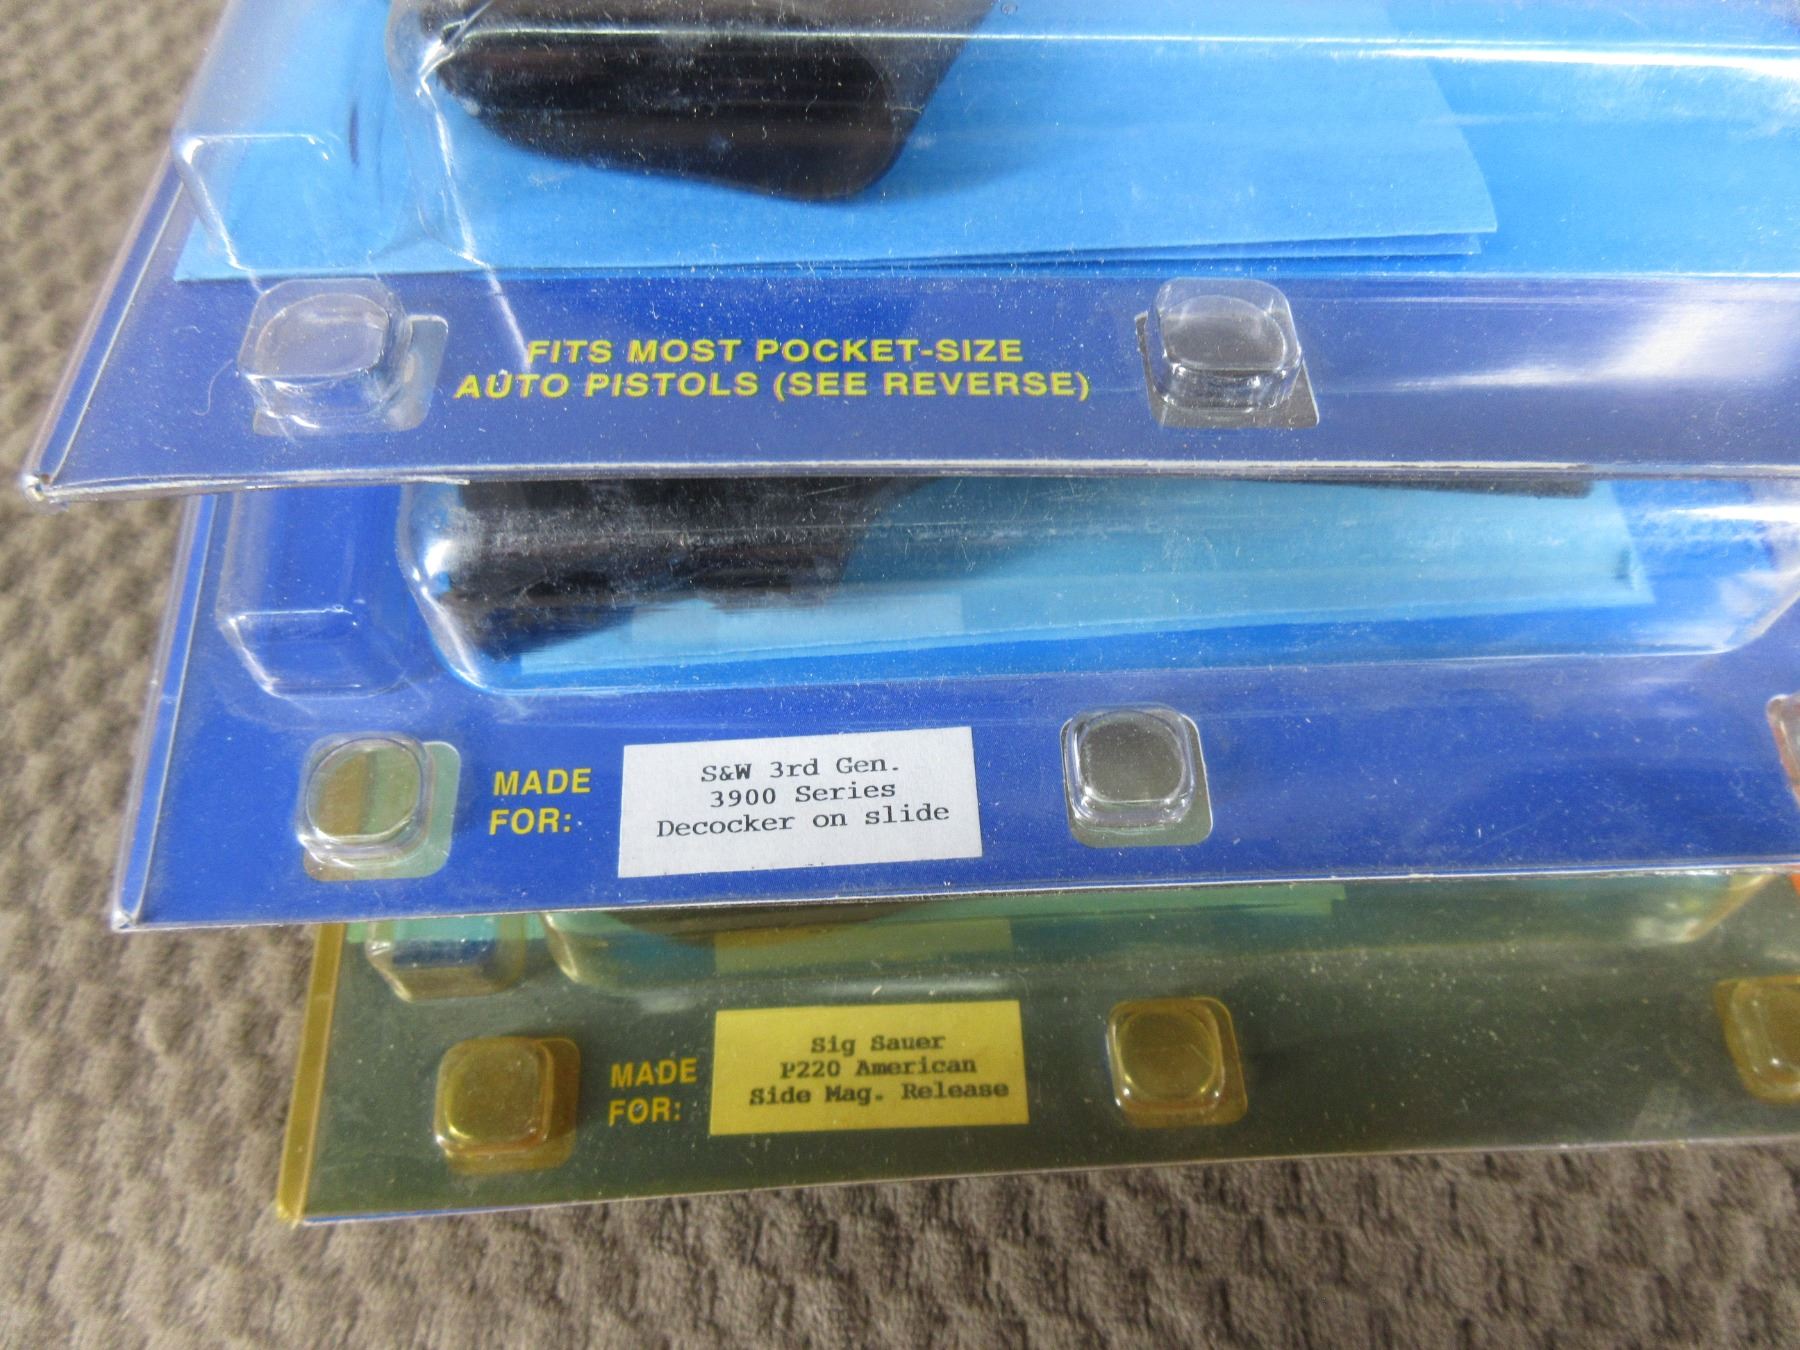 FITS MOST POCKET-SIZE
AUTO PISTOLS (SEE REVERSE)
MADE
FOR:
S&W 3rd Gen.
3900 Series
Decocker on slide
MADE
FOR:
Sig Sauer
P220 American
Side Mag. Release